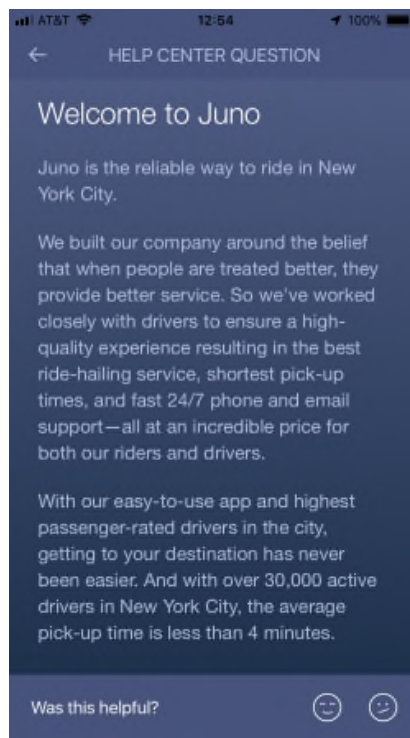 AT&T 12:54 100%
HELP CENTER QUESTION
Welcome to Juno
Juno is the reliable way to ride in New
York City.
We built our company around the belief
that when people are treated better, they
provide better service. So we've worked
closely with drivers to ensure a high-
quality experience resulting in the best
ride-hailing service, shortest pick-up
times, and fast 24/7 phone and email
support—all at an incredible price for
both our riders and drivers.
With our easy-to-use app and highest
passenger-rated drivers in the city,
getting to your destination has never
been easier. And with over 30,000 active
drivers in New York City, the average
pick-up time is less than 4 minutes.
Was this helpful?